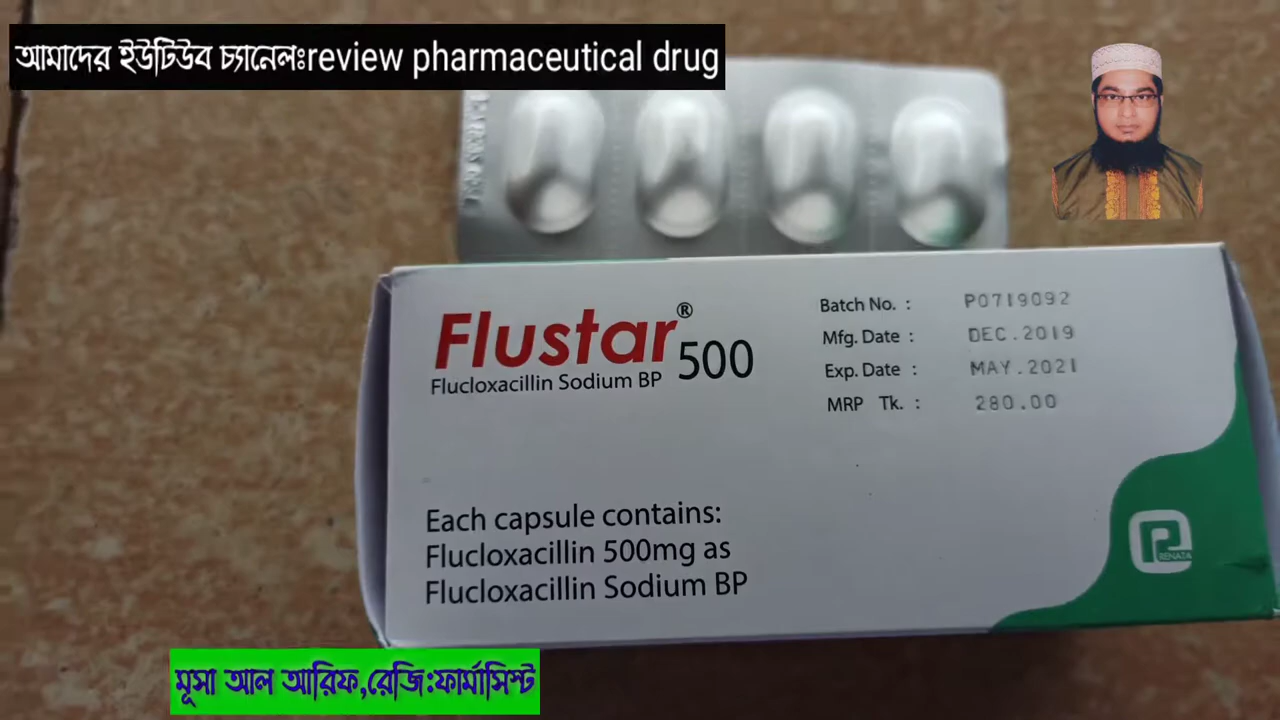 আমাদের ইউটিউব চ্যানেলঃreview pharmaceutical drug
Flustar® 500
Flucloxacillin Sodium BP
Batch No. : P0719092
Mfg. Date : DEC.2019
Exp. Date : MAY.2021
MRP Tk. : 280.00
Each capsule contains:
Flucloxacillin 500mg as
Flucloxacillin Sodium BP
RENATA
মূসা আল আরিফ,রেজি:ফার্মাসিস্ট